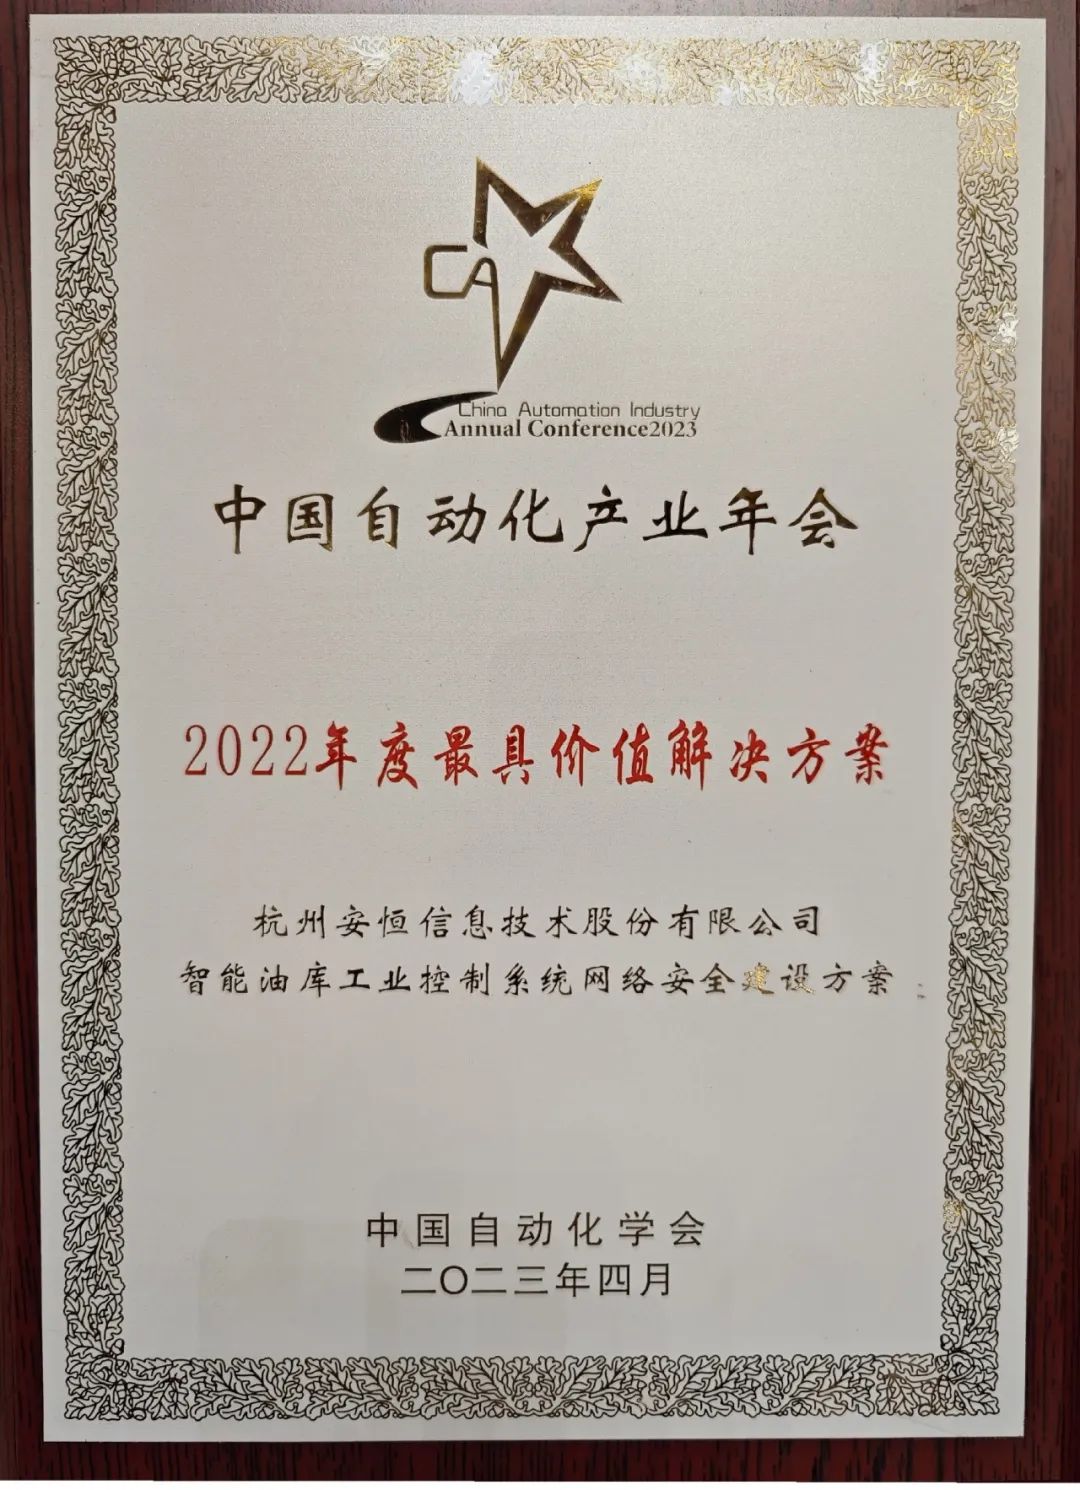 CA
China Automation Industry
Annual Conference2023
中国自动化产业年会
2022年度最具价值解决方案
杭州安恒信息技术股份有限公司
智能油库工业控制系统网络安全建设方案
中国自动化学会
二〇二三年四月